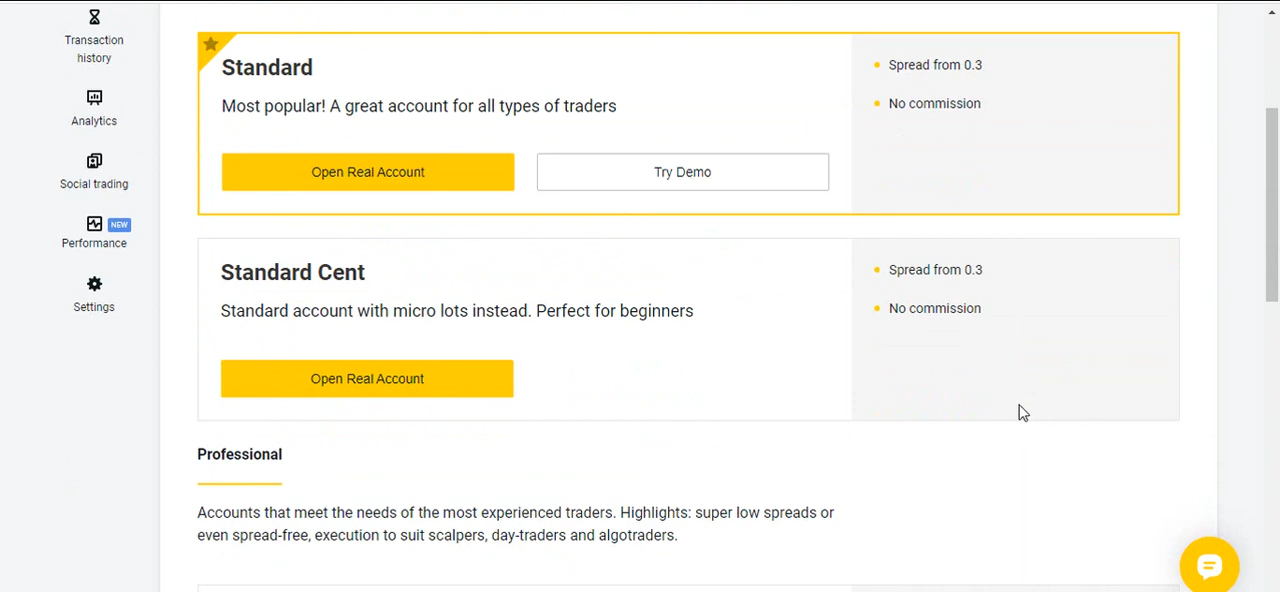 Transaction
history
Analytics
Social trading
NEW
Performance
Settings
Standard
Most popular! A great account for all types of traders
Open Real Account
Try Demo
Spread from 0.3
No commission
Standard Cent
Standard account with micro lots instead. Perfect for beginners
Open Real Account
Spread from 0.3
No commission
Professional
Accounts that meet the needs of the most experienced traders. Highlights: super low spreads or
even spread-free, execution to suit scalpers, day-traders and algotraders.